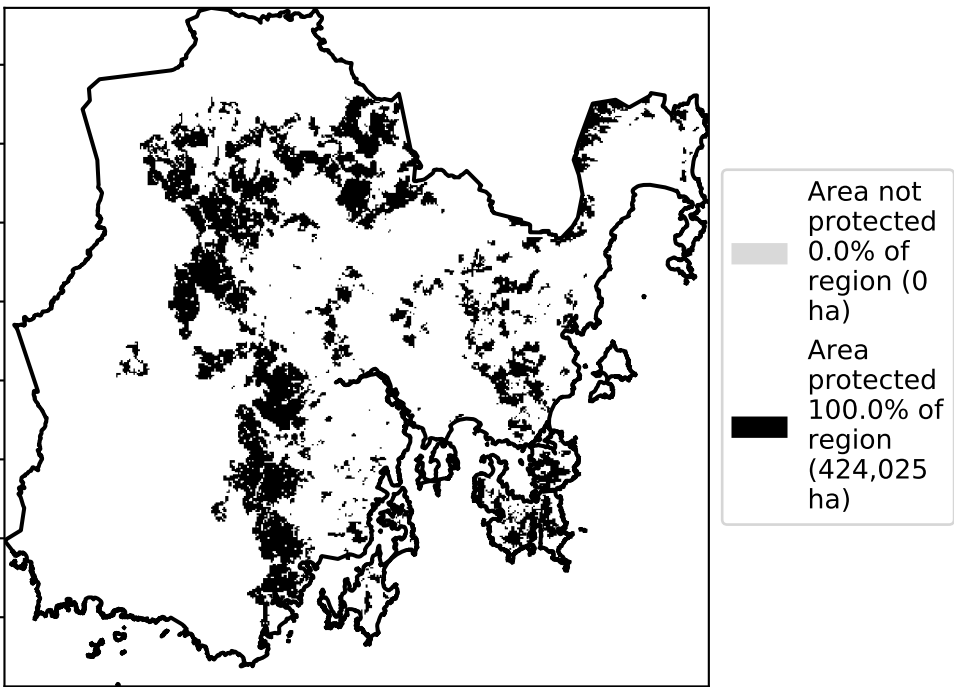 Area not
protected
0.0% of
region (0
ha)
Area
protected
100.0% of
region
(424,025
ha)